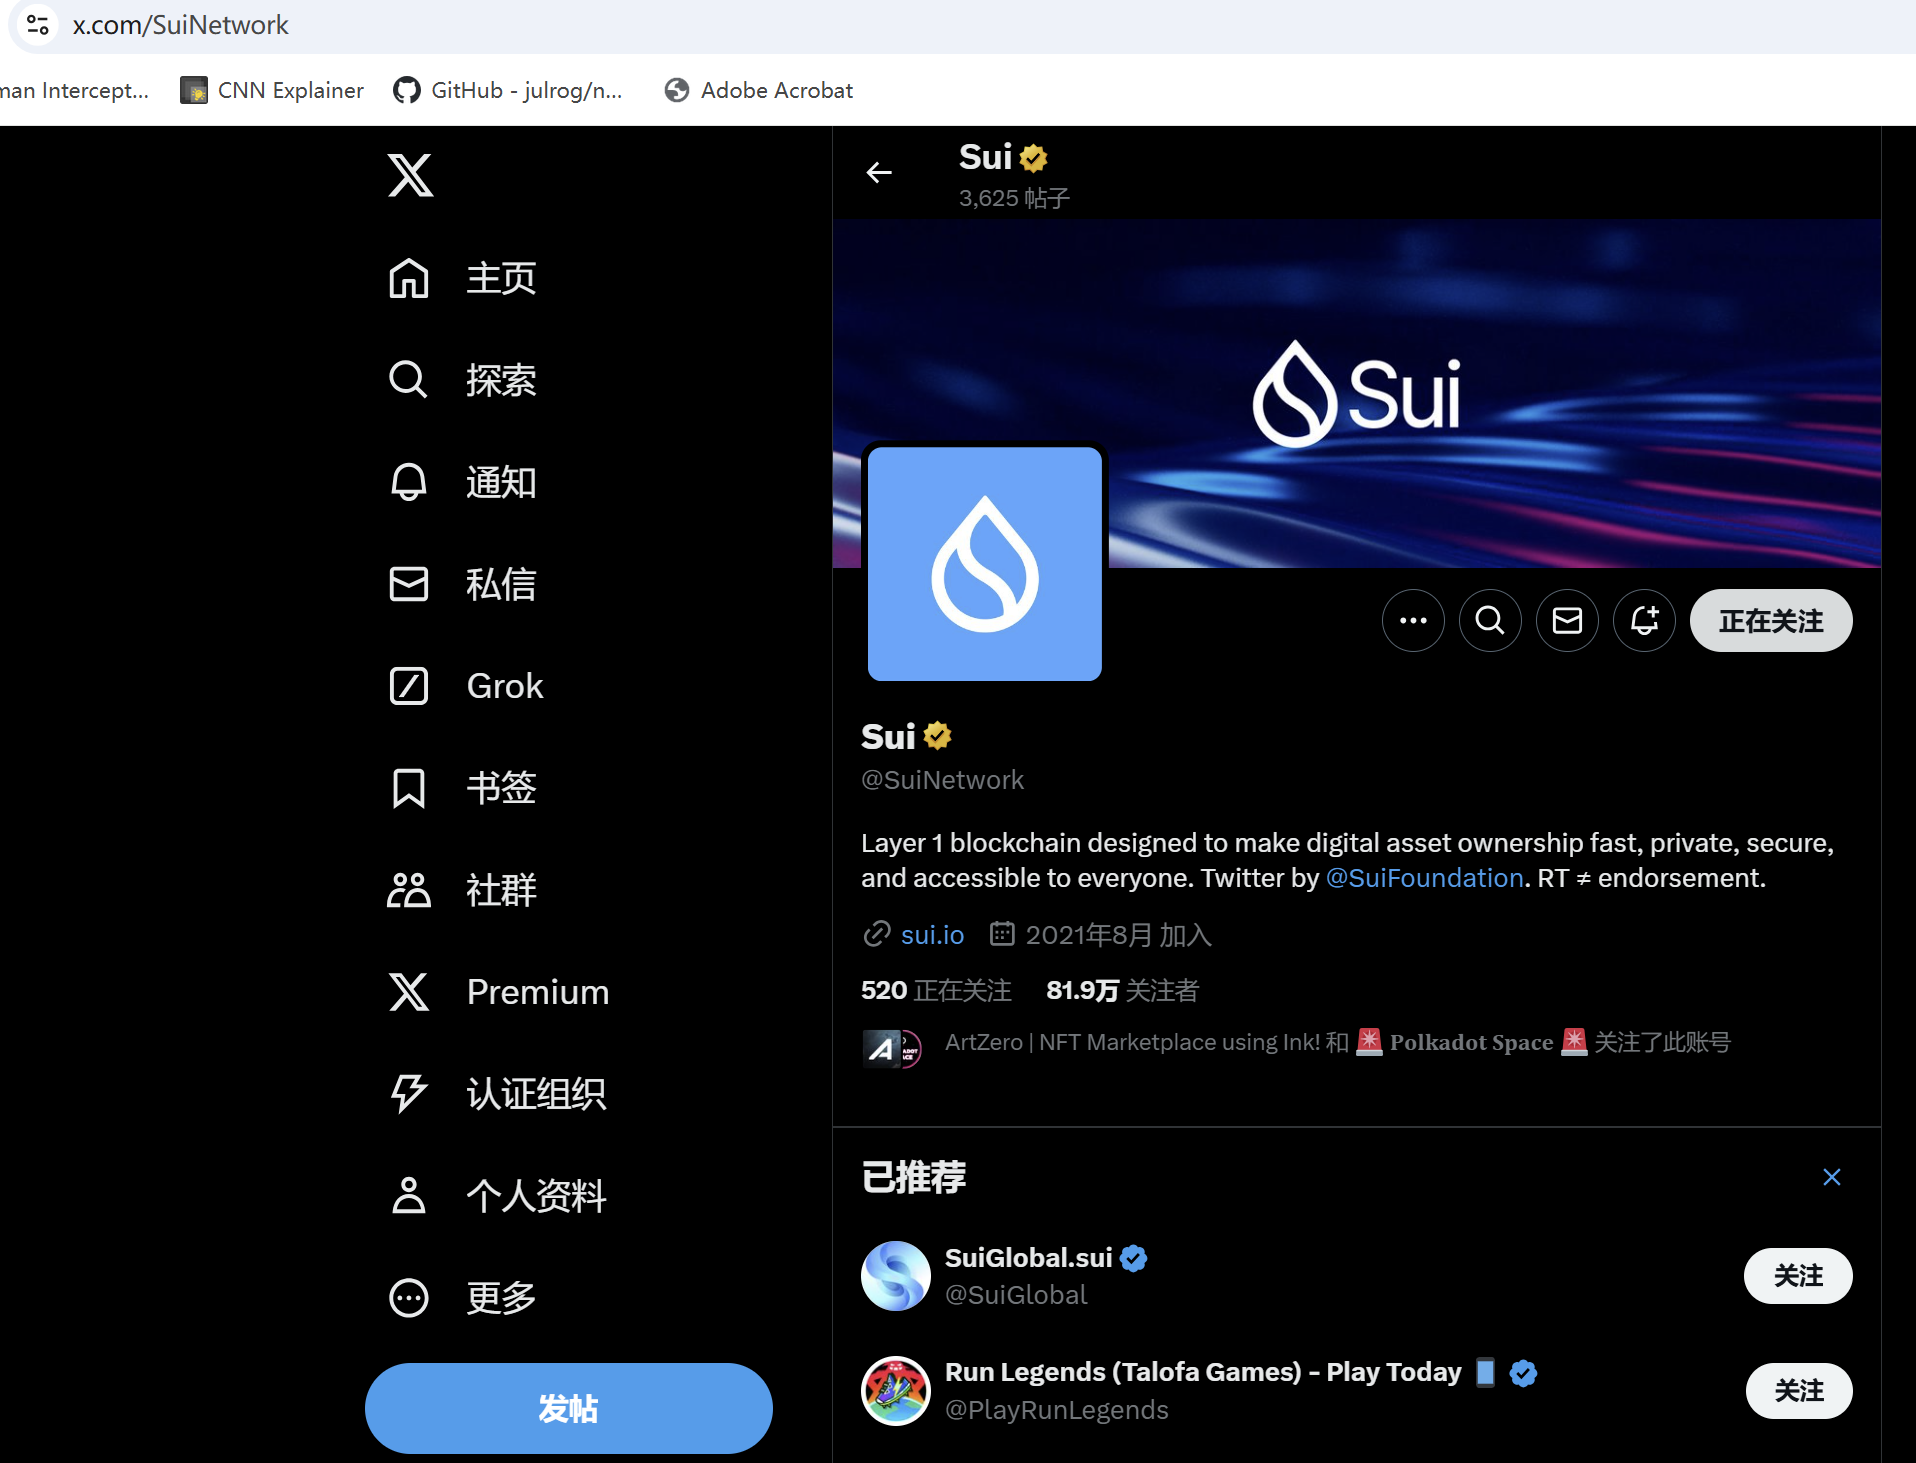 x.com/SuiNetwork
man Intercept...
CNN Explainer
GitHub - julrog/n...
Adobe Acrobat
Sui
3,625 帖子
主页
探索
通知
私信
Grok
书签
社群
Premium
认证组织
个人资料
更多
发帖
Sui
正在关注
Sui
@SuiNetwork
Layer 1 blockchain designed to make digital asset ownership fast, private, secure,
and accessible to everyone. Twitter by @SuiFoundation. RT ≠ endorsement.
sui.io 2021年8月 加入
520 正在关注 81.9万 关注者
ArtZero | NFT Marketplace using Ink! 和 🚨 Polkadot Space 🚨 关注了此账号
已推荐
SuiGlobal.sui
@SuiGlobal
关注
Run Legends (Talofa Games) – Play Today 📱
@PlayRunLegends
关注